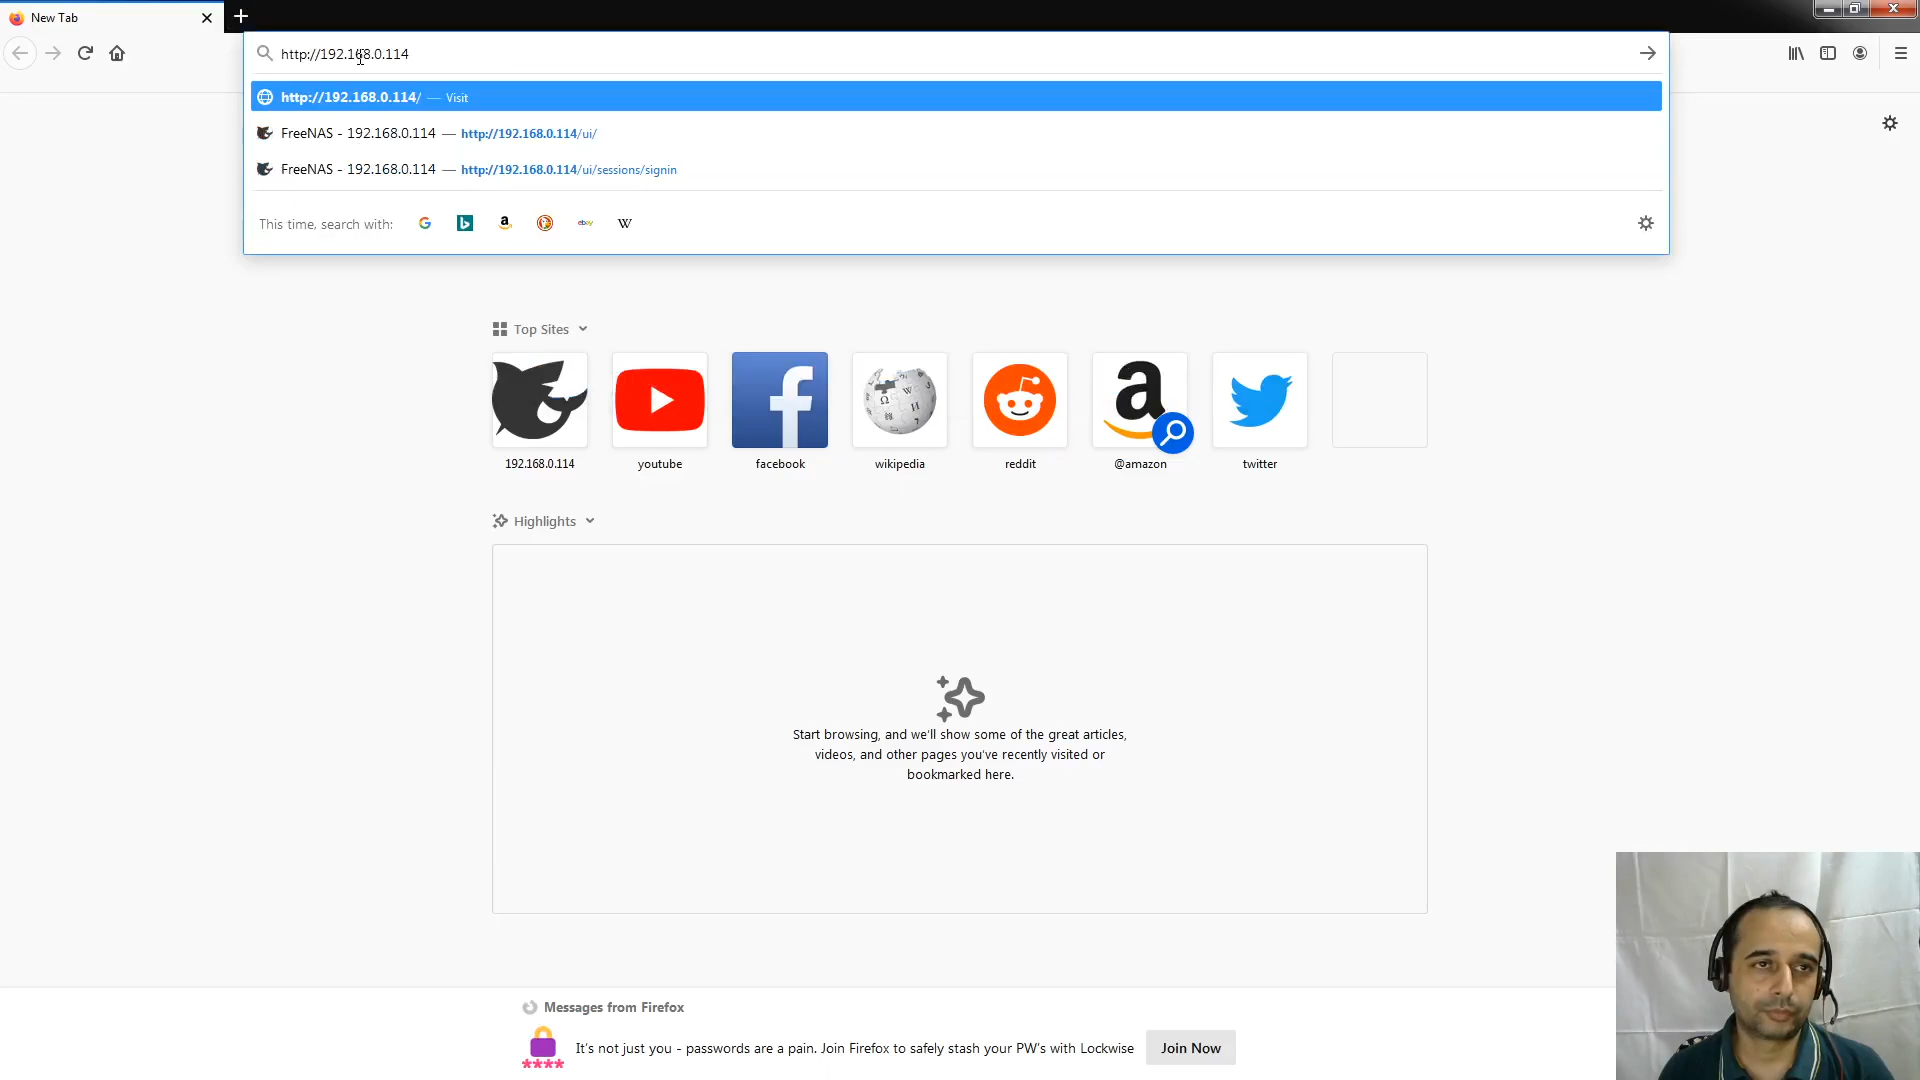 New Tab
http://192.168.0.114
http://192.168.0.114/ — Visit
FreeNAS - 192.168.0.114 — http://192.168.0.114/ui/
FreeNAS - 192.168.0.114 — http://192.168.0.114/ui/sessions/signin
This time, search with:
ebay
W
Top Sites
192.168.0.114
youtube
facebook
wikipedia
reddit
@amazon
twitter
Highlights
Start browsing, and we'll show some of the great articles,
videos, and other pages you've recently visited or
bookmarked here.
Messages from Firefox
It's not just you - passwords are a pain. Join Firefox to safely stash your PW's with Lockwise
Join Now